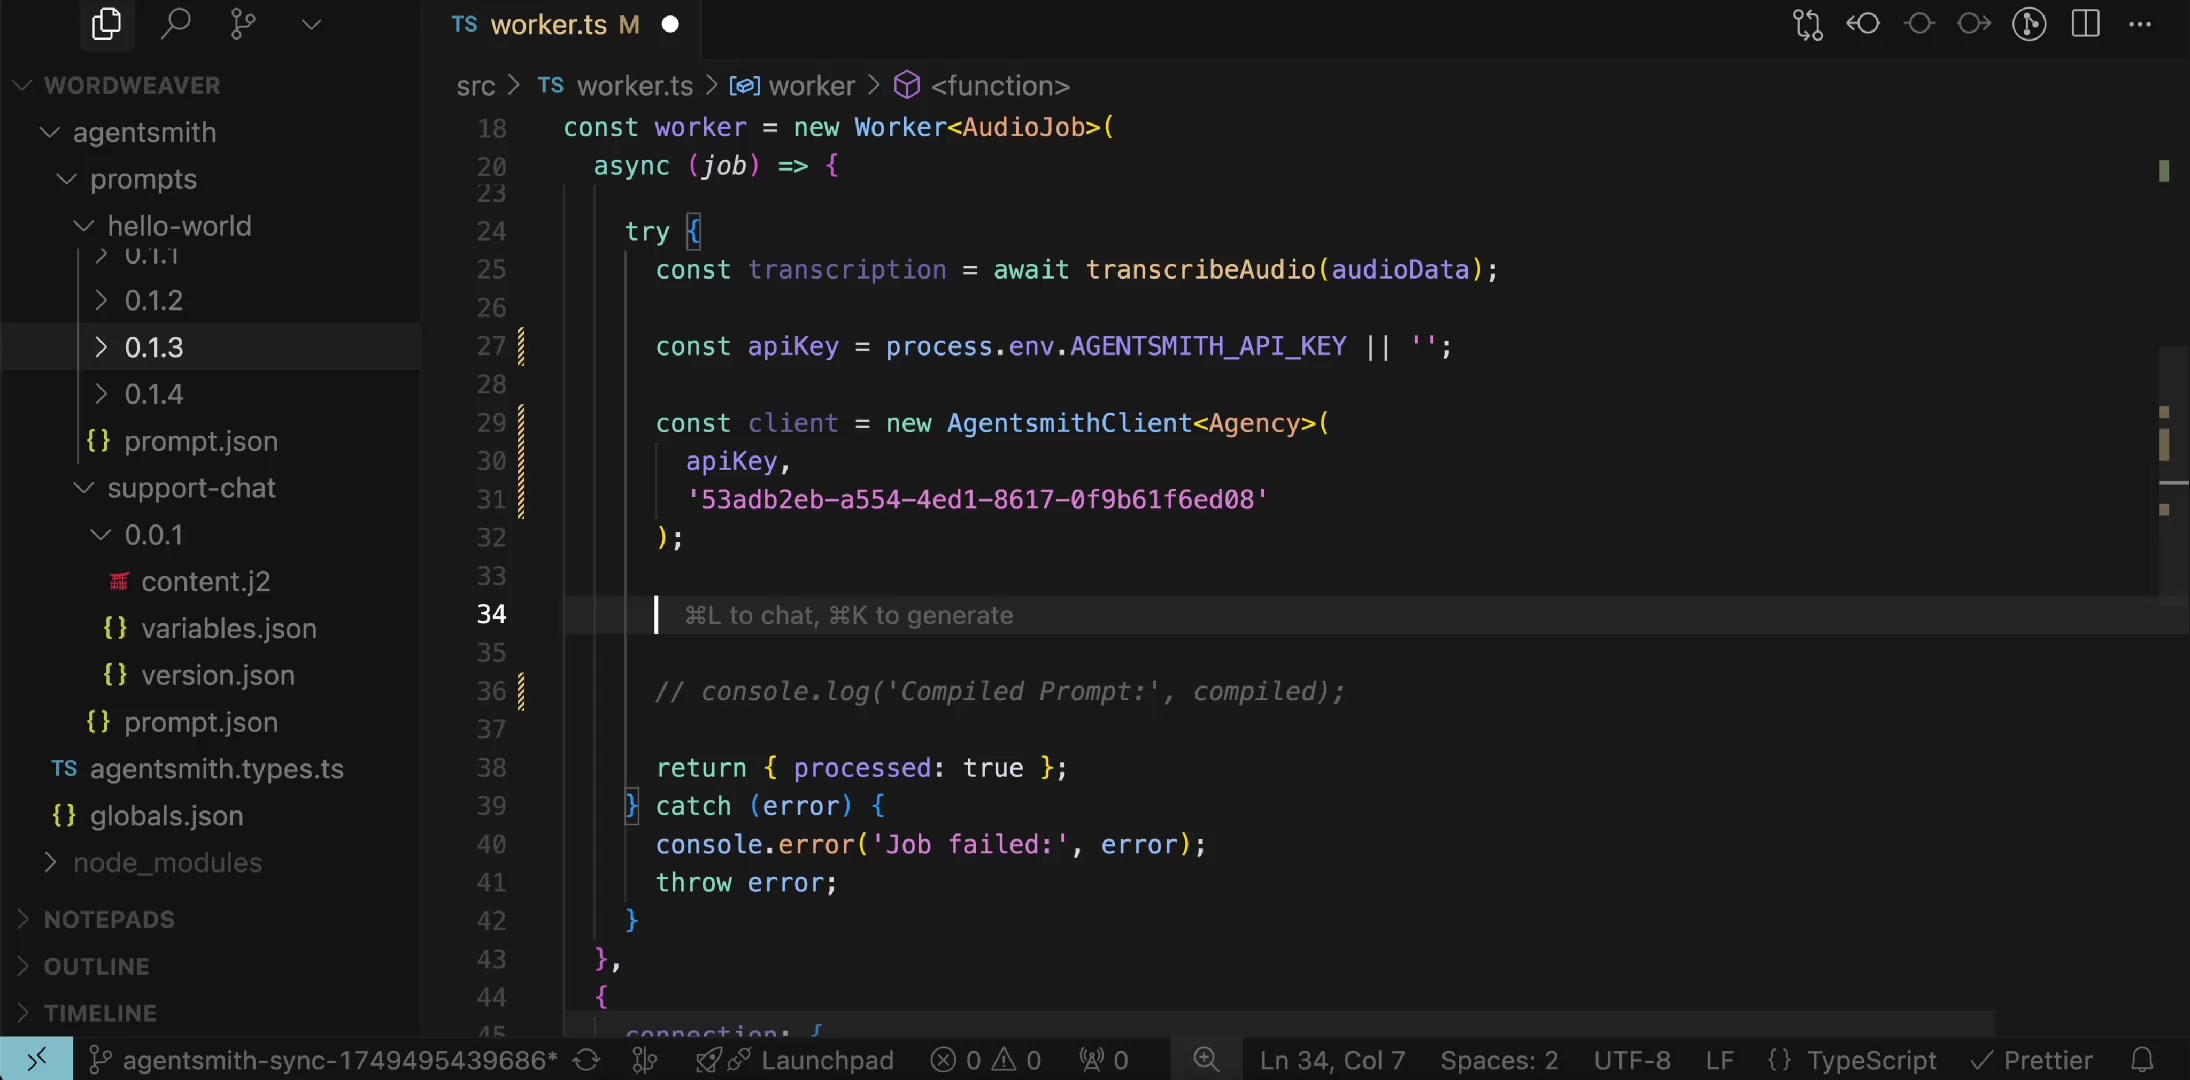 TS worker.ts M
WORDWEAVER
agentsmith
prompts
hello-world
0.1.1
0.1.2
0.1.3
0.1.4
{} prompt.json
support-chat
0.0.1
content.j2
{} variables.json
{} version.json
{} prompt.json
TS agentsmith.types.ts
{} globals.json
node_modules
NOTEPADS
OUTLINE
TIMELINE
src > TS worker.ts > worker > <function>
18 const worker = new Worker<AudioJob>(
20 async (job) => {
23
24 try {
25 const transcription = await transcribeAudio(audioData);
26
27 const apiKey = process.env.AGENTSMITH_API_KEY || '';
28
29 const client = new AgentsmithClient<Agency>(
30 apiKey,
31 '53adb2eb-a554-4ed1-8617-0f9b61f6ed08'
32 );
33
34 ⌘L to chat, ⌘K to generate
35
36 // console.log('Compiled Prompt:', compiled);
37
38 return { processed: true };
39 } catch (error) {
40 console.error('Job failed:', error);
41 throw error;
42 }
43 },
44 {
45 connection: {
agentsmith-sync-1749495439686* Launchpad 0 0 0 Ln 34, Col 7 Spaces: 2 UTF-8 LF {} TypeScript Prettier